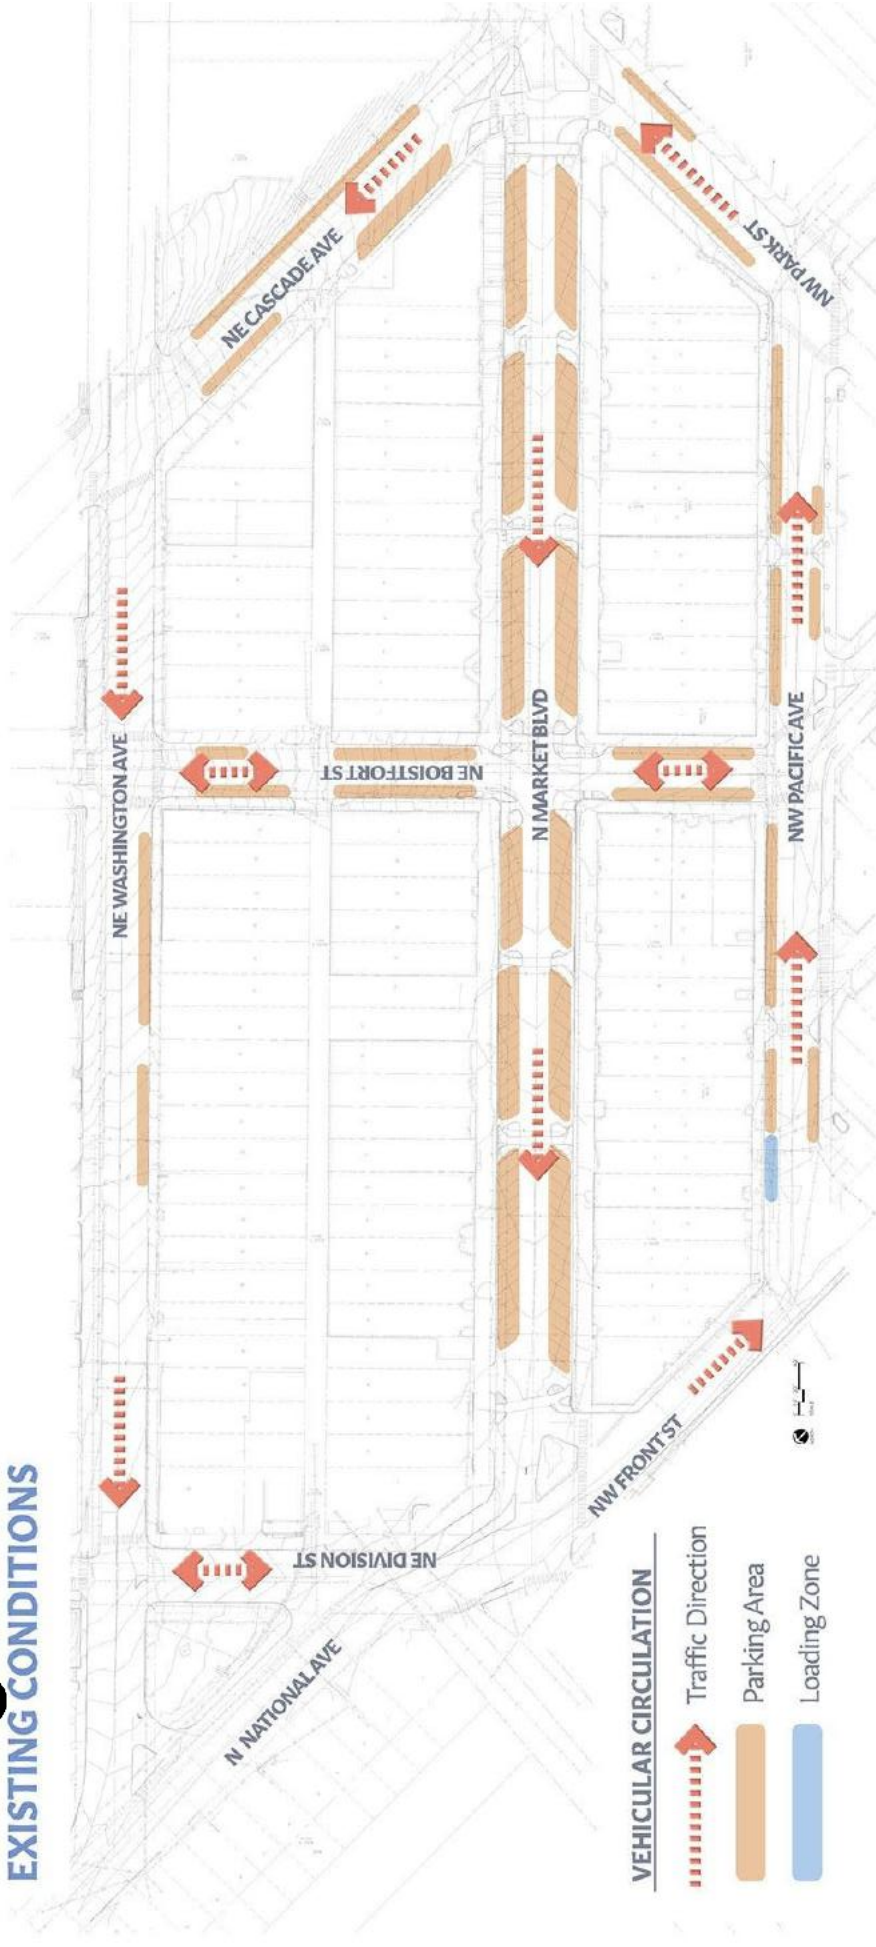 EXISTING CONDITIONS
NE WASHINGTON AVE
NE CASCADE AVE
NE BOISTFORT ST
N MARKET BLVD
NW PARK ST
NW PACIFIC AVE
NE DIVISION ST
N NATIONAL AVE
NW FRONT ST
VEHICULAR CIRCULATION
Traffic Direction
Parking Area
Loading Zone